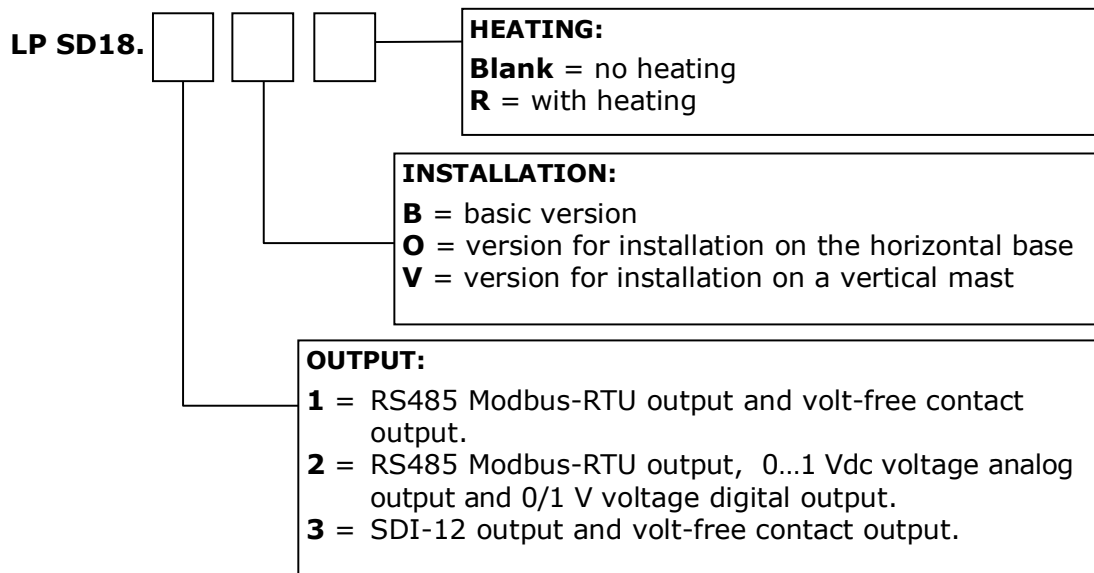 LP SD18.
HEATING:
Blank = no heating
R = with heating
INSTALLATION:
B = basic version
O = version for installation on the horizontal base
V = version for installation on a vertical mast
OUTPUT:
1 = RS485 Modbus-RTU output and volt-free contact
output.
2 = RS485 Modbus-RTU output, 0...1 Vdc voltage analog
output and 0/1 V voltage digital output.
3 = SDI-12 output and volt-free contact output.